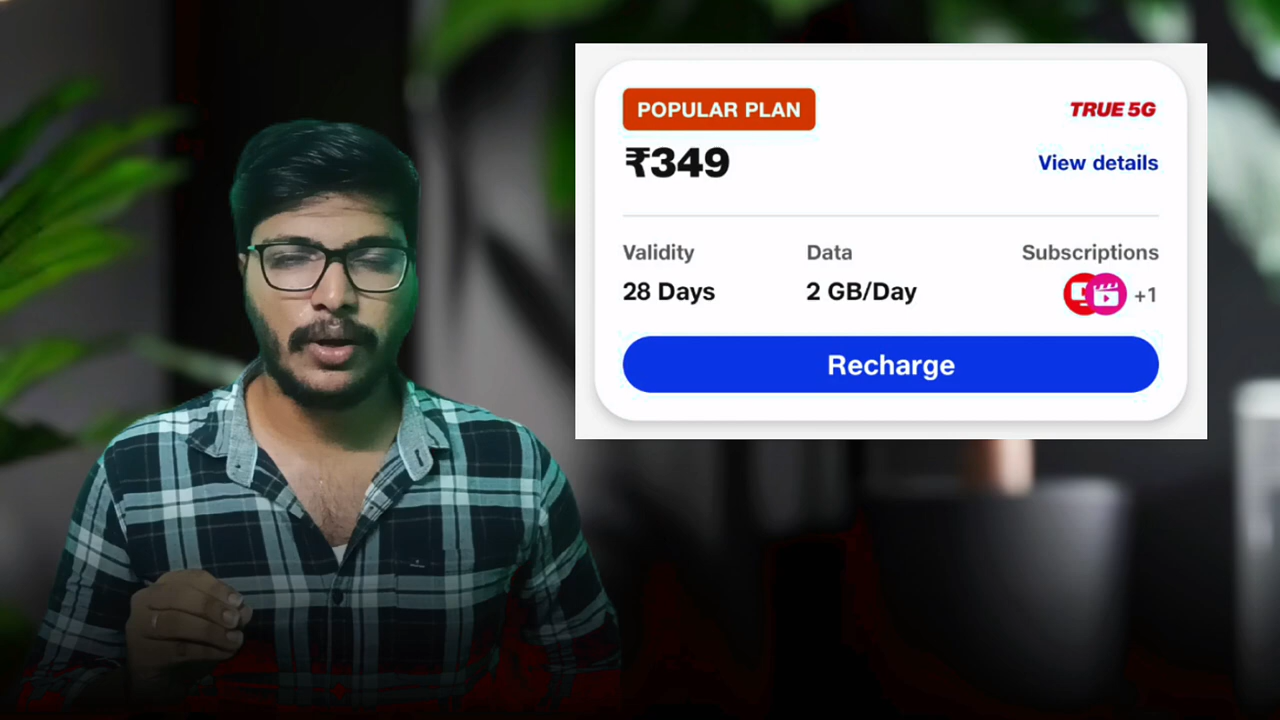 POPULAR PLAN
TRUE 5G
₹349
View details
Validity
Data
Subscriptions
28 Days
2 GB/Day
+1
Recharge